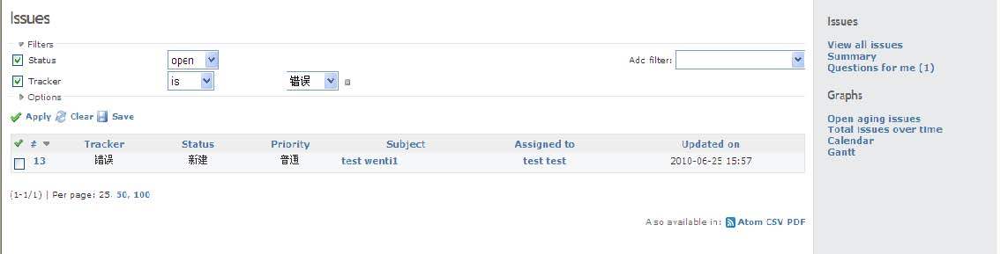 Issues
Filters
Status open Add filter:
Tracker is 错误
Options
Apply Clear Save
# Tracker Status Priority Subject Assigned to Updated on
13 错误 新建 普通 test wenti1 test test 2010-06-25 15:57
(1-1/1) | Per page: 25, 50, 100
Also available in: Atom CSV PDF
Issues
View all issues
Summary
Questions for me (1)
Graphs
Open aging issues
Total issues over time
Calendar
Gantt